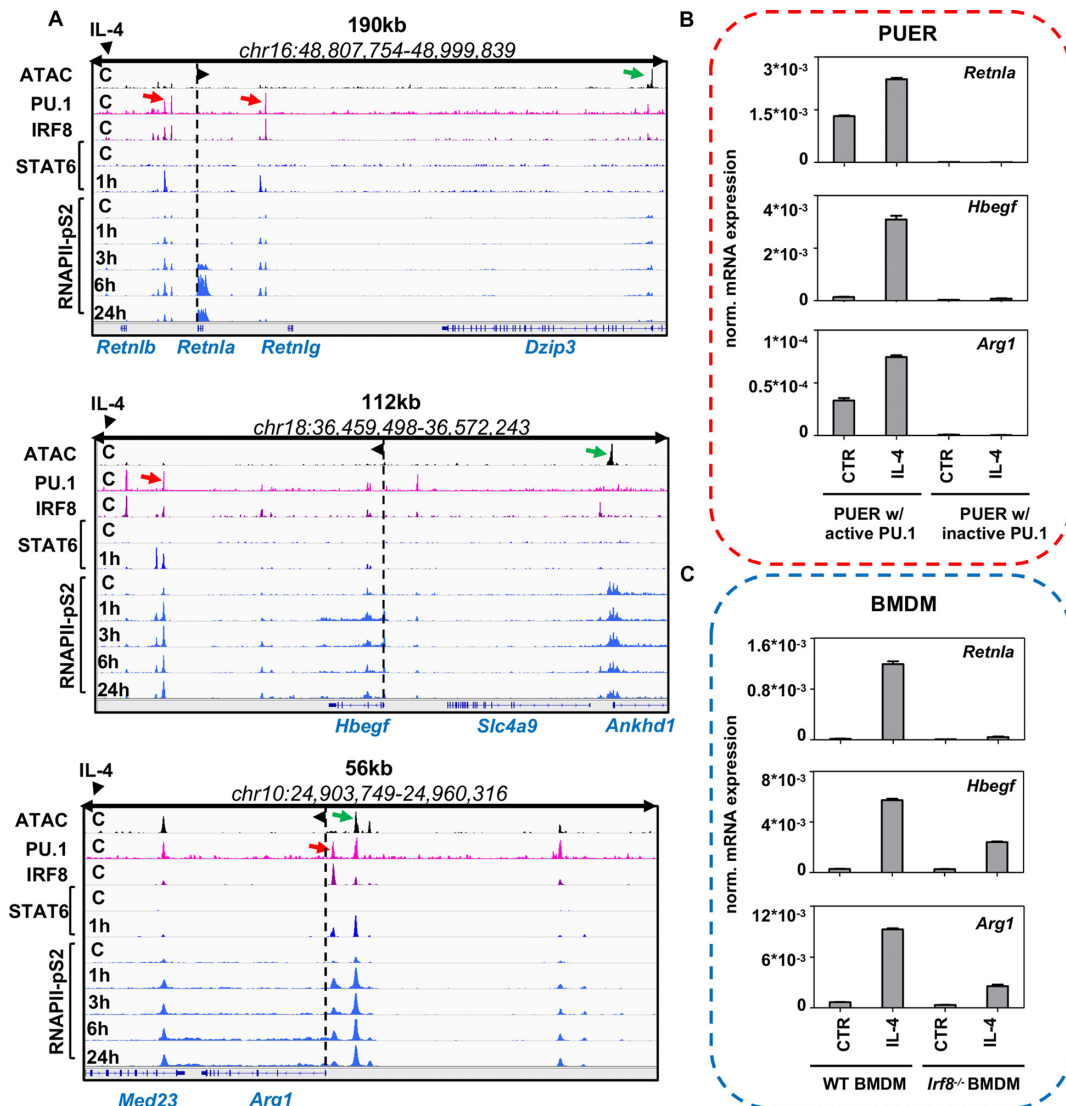 A
IL-4
190kb
chr16:48,807,754-48,999,839
ATAC C
PU.1 C
IRF8 C
STAT6 C
1h
RNAPII-pS2 C
1h
3h
6h
24h
Retnlb Retnla Retnlg Dzip3
IL-4
112kb
chr18:36,459,498-36,572,243
ATAC C
PU.1 C
IRF8 C
STAT6 C
1h
RNAPII-pS2 C
1h
3h
6h
24h
Hbegf Slc4a9 Ankhd1
IL-4
56kb
chr10:24,903,749-24,960,316
ATAC C
PU.1 C
IRF8 C
STAT6 C
1h
RNAPII-pS2 C
1h
3h
6h
24h
Med23 Arg1
B
PUER
norm. mRNA expression
3*10-3
1.5*10-3
0
Retnla
4*10-3
2*10-3
0
Hbegf
1*10-4
0.5*10-4
0
Arg1
CTR IL-4 CTR IL-4
PUER w/ PUER w/
active PU.1 inactive PU.1
C
BMDM
norm. mRNA expression
1.6*10-3
0.8*10-3
0
Retnla
8*10-3
4*10-3
0
Hbegf
12*10-3
6*10-3
0
Arg1
CTR IL-4 CTR IL-4
WT BMDM Irf8-/- BMDM